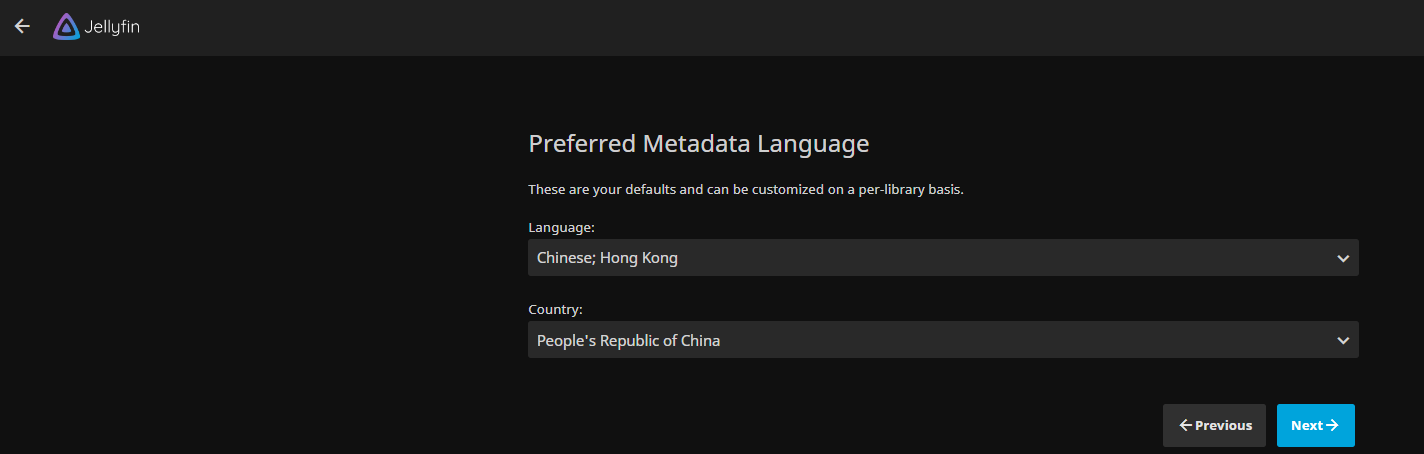 Jellyfin
Preferred Metadata Language
These are your defaults and can be customized on a per-library basis.
Language:
Chinese; Hong Kong
Country:
People's Republic of China
Previous
Next